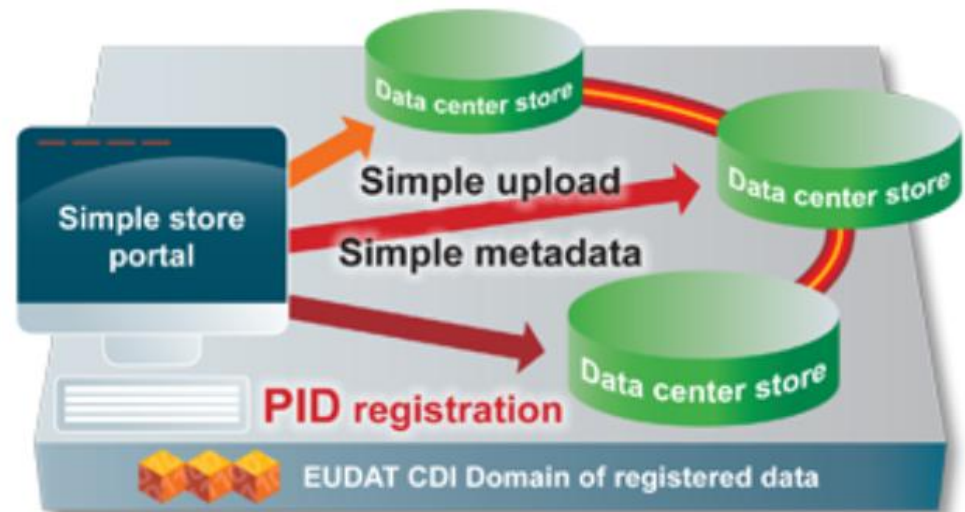 Data center store
Simple store
portal
Simple upload
Data center store
Simple metadata
Data center store
PID registration
EUDAT CDI Domain of registered data